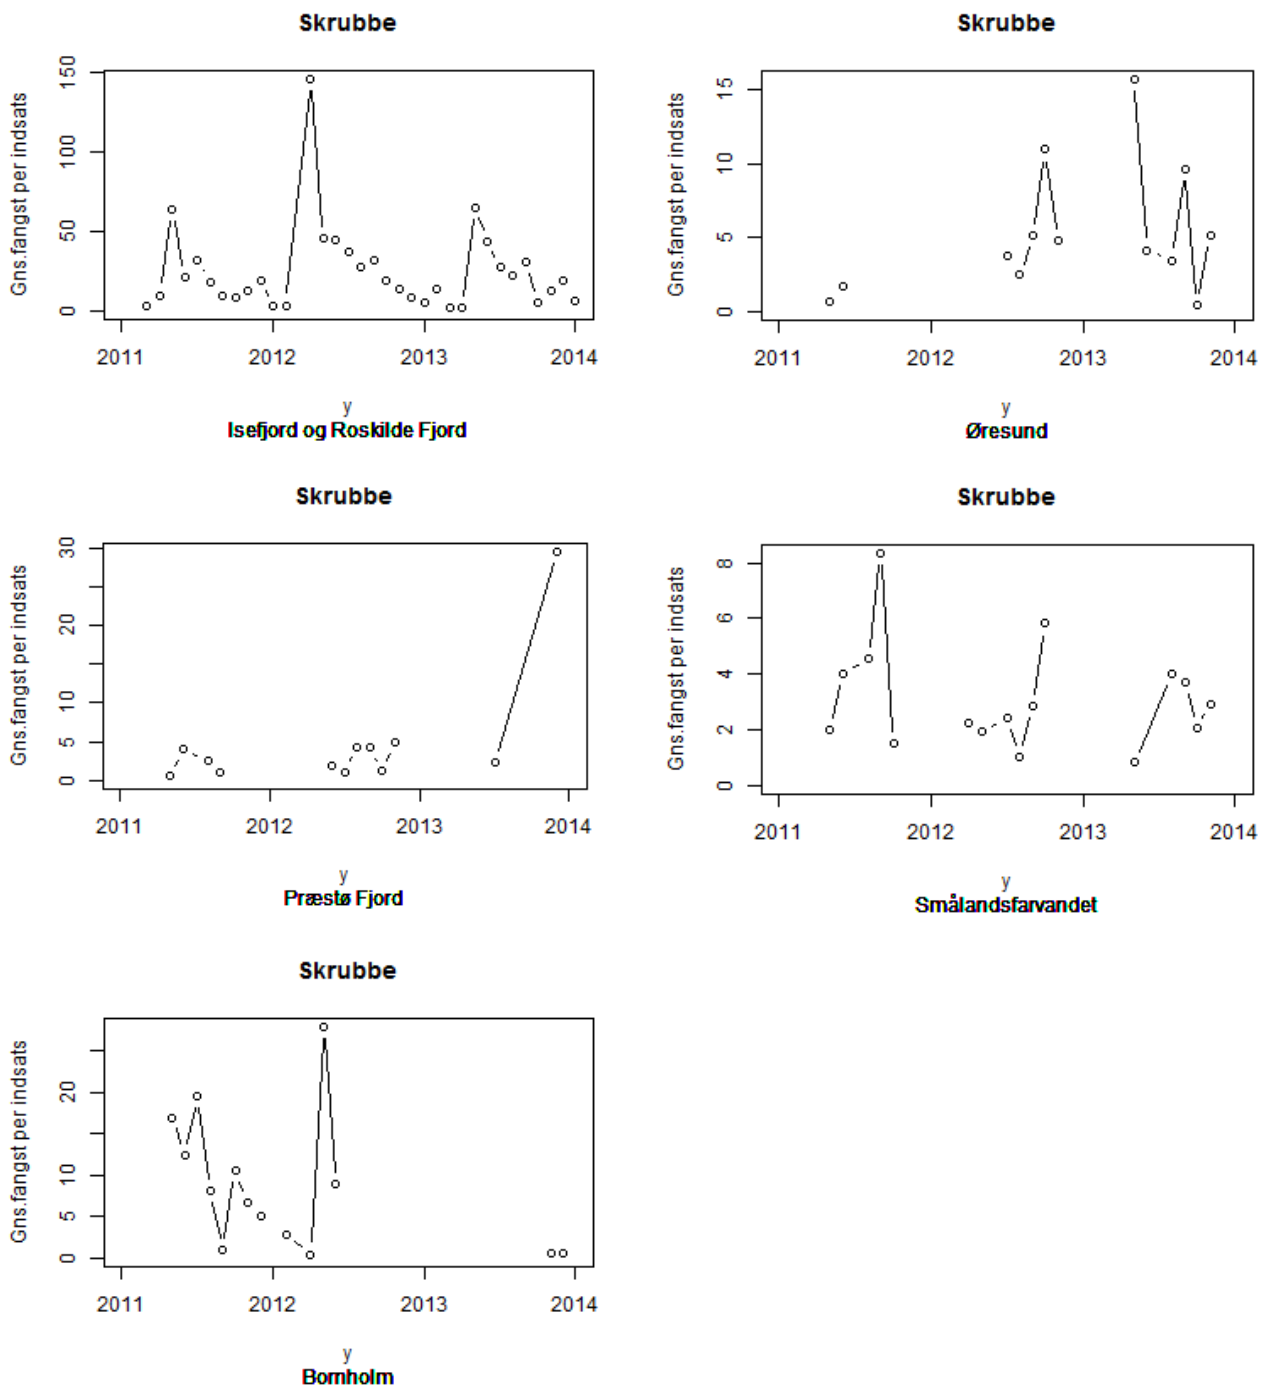 Skrubbe
Gns.fangst per indsats
150
100
50
0
2011 2012 2013 2014
y
Isefjord og Roskilde Fjord
Skrubbe
Gns.fangst per indsats
15
10
5
0
2011 2012 2013 2014
y
Øresund
Skrubbe
Gns.fangst per indsats
30
20
10
5
0
2011 2012 2013 2014
y
Præstø Fjord
Skrubbe
Gns.fangst per indsats
8
6
4
2
0
2011 2012 2013 2014
y
Smålandsfarvandet
Skrubbe
Gns.fangst per indsats
20
10
5
0
2011 2012 2013 2014
y
Bornholm